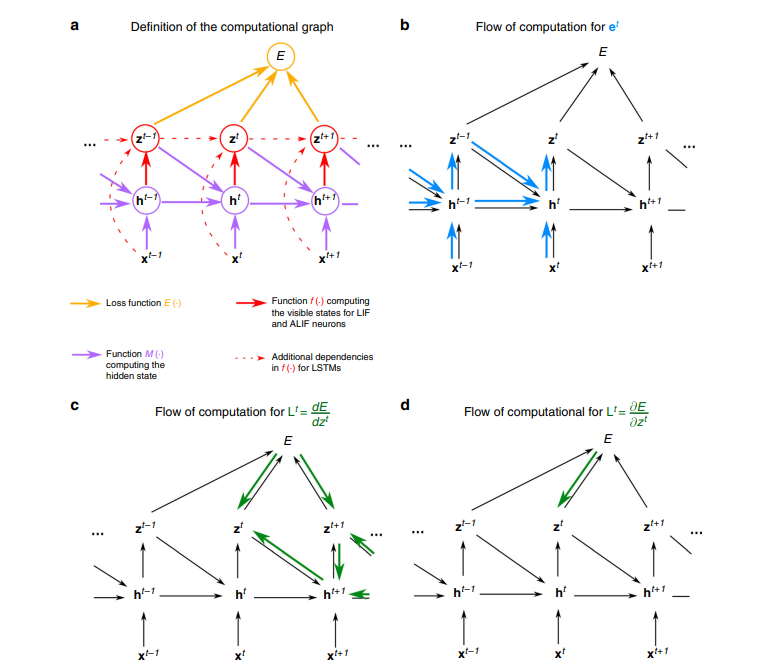 a Definition of the computational graph
E
... z^{t–1} z^t z^{t+1} ...
h^{t–1} h^t h^{t+1}
x^{t–1} x^t x^{t+1}
Loss function E (·)
Function f (·) computing
the visible states for LIF
and ALIF neurons
Function M (·)
computing the
hidden state
Additional dependencies
in f (·) for LSTMs
b Flow of computation for e^t
E
... z^{t–1} z^t z^{t+1} ...
h^{t–1} h^t h^{t+1}
x^{t–1} x^t x^{t+1}
c Flow of computation for L^t = dE/dz^t
E
... z^{t–1} z^t z^{t+1} ...
h^{t–1} h^t h^{t+1}
x^{t–1} x^t x^{t+1}
d Flow of computational for L^t = ∂E/∂z^t
E
... z^{t–1} z^t z^{t+1} ...
h^{t–1} h^t h^{t+1}
x^{t–1} x^t x^{t+1}